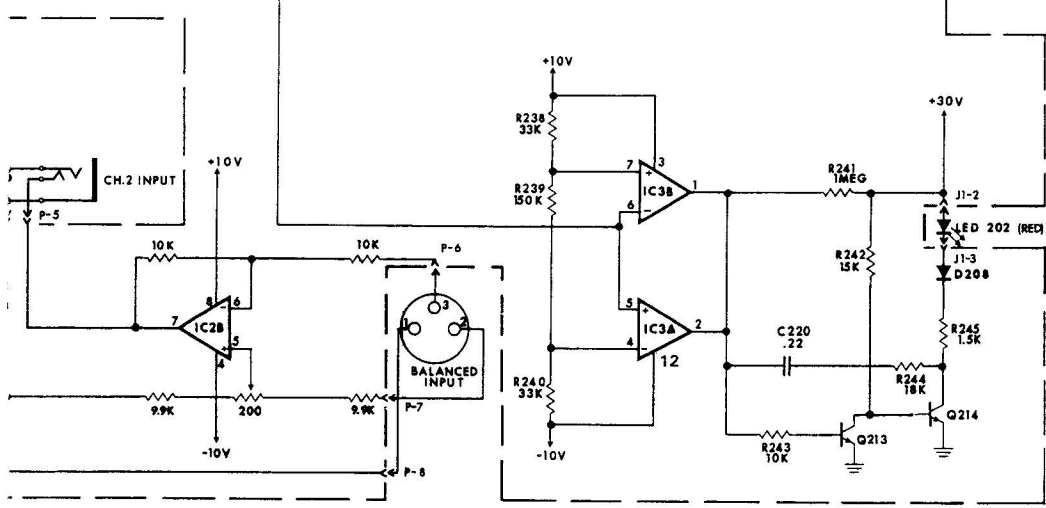 +10V
R238
33K
7
3
+
IC3B
1
R239
150K
6
−
R241
1MEG
+30V
J1-2
LED 202 (RED)
J1-3
D208
R242
15K
R245
1.5K
CH.2 INPUT
P-5
+10V
10K
10K
P-6
8
−
6
7
IC2B
+
5
4
1
3
2
BALANCED
INPUT
9.9K
200
9.9K
P-7
-10V
P-8
5
+
IC3A
2
4
−
12
R240
33K
-10V
C220
.22
R244
18K
Q214
Q213
R243
10K